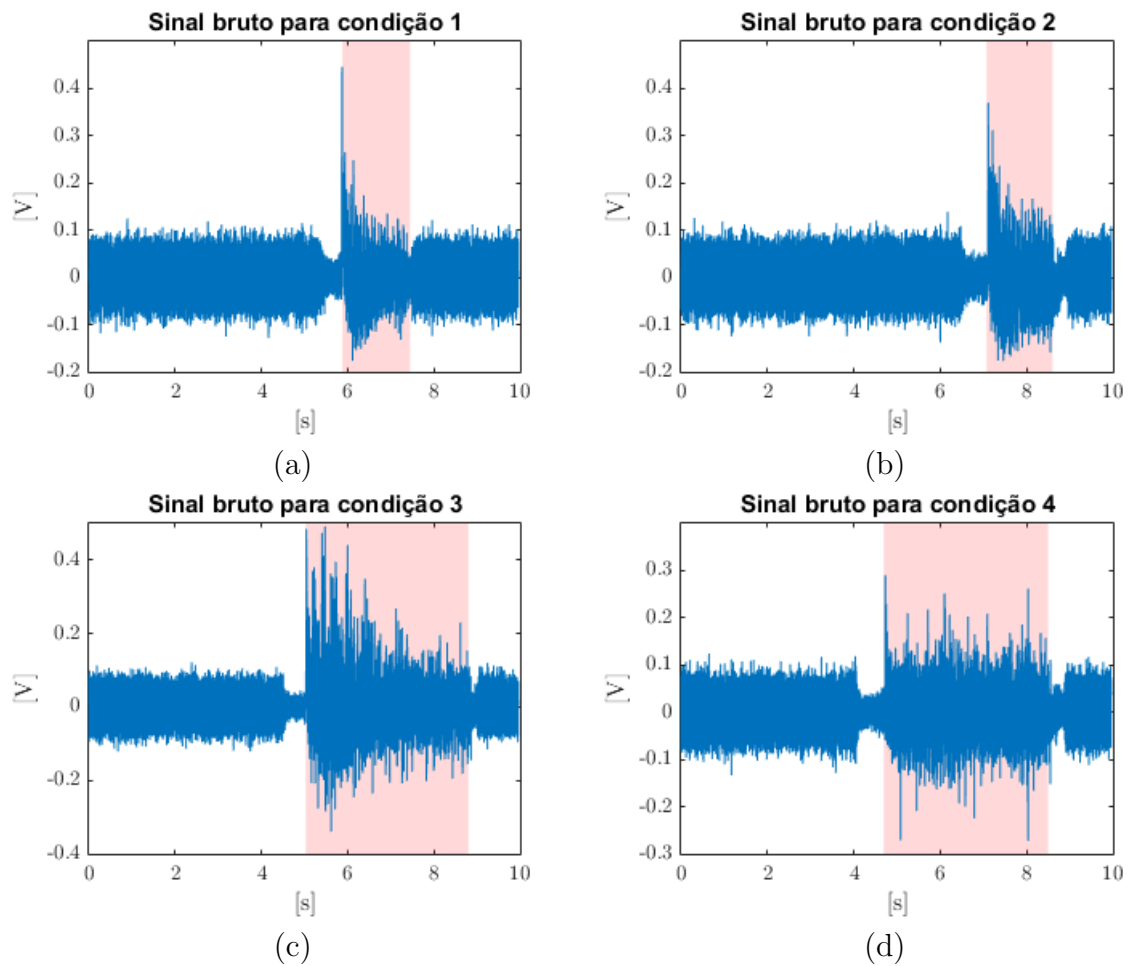 Sinal bruto para condição 1
[V]
0.4
0.3
0.2
0.1
0
-0.1
-0.2
0 2 4 6 8 10
[s]
(a)
Sinal bruto para condição 2
[V]
0.4
0.3
0.2
0.1
0
-0.1
-0.2
0 2 4 6 8 10
[s]
(b)
Sinal bruto para condição 3
[V]
0.4
0.2
0
-0.2
-0.4
0 2 4 6 8 10
[s]
(c)
Sinal bruto para condição 4
[V]
0.3
0.2
0.1
0
-0.1
-0.2
-0.3
0 2 4 6 8 10
[s]
(d)